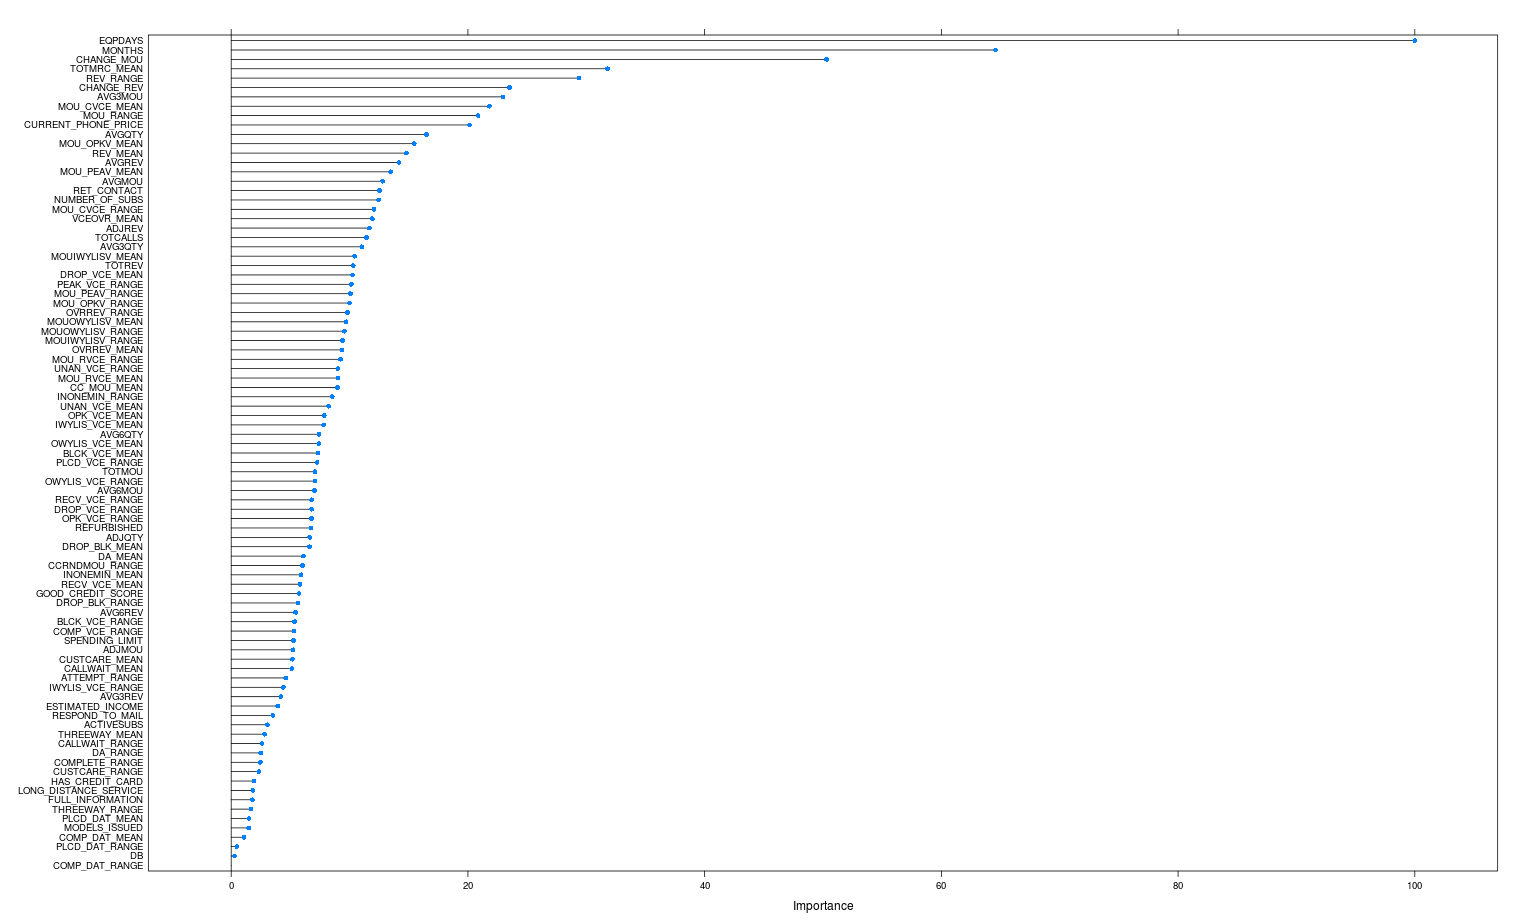 EQPDAYS
MONTHS
CHANGE_MOU
TOTMRC_MEAN
REV_RANGE
CHANGE_REV
AVG3MOU
MOU_CVCE_MEAN
MOU_RANGE
CURRENT_PHONE_PRICE
AVGQTY
MOU_OPKV_MEAN
REV_MEAN
AVGREV
MOU_PEAV_MEAN
AVGMOU
RET_CONTACT
NUMBER_OF_SUBS
MOU_CVCE_RANGE
VCEOVR_MEAN
ADJREV
TOTCALLS
AVG3QTY
MOUIWYLISV_MEAN
TOTREV
DROP_VCE_MEAN
PEAK_VCE_RANGE
MOU_PEAV_RANGE
MOU_OPKV_RANGE
OVRREV_RANGE
MOUOWYLISV_MEAN
MOUOWYLISV_RANGE
MOUIWYLISV_RANGE
OVRREV_MEAN
MOU_RVCE_RANGE
UNAN_VCE_RANGE
MOU_RVCE_MEAN
CC_MOU_MEAN
INONEMIN_RANGE
UNAN_VCE_MEAN
OPK_VCE_MEAN
IWYLIS_VCE_MEAN
AVG6QTY
OWYLIS_VCE_MEAN
BLCK_VCE_MEAN
PLCD_VCE_RANGE
TOTMOU
OWYLIS_VCE_RANGE
AVG6MOU
RECV_VCE_RANGE
DROP_VCE_RANGE
OPK_VCE_RANGE
REFURBISHED
ADJQTY
DROP_BLK_MEAN
DA_MEAN
CCRNDMOU_RANGE
INONEMIN_MEAN
RECV_VCE_MEAN
GOOD_CREDIT_SCORE
DROP_BLK_RANGE
AVG6REV
BLCK_VCE_RANGE
COMP_VCE_RANGE
SPENDING_LIMIT
ADJMOU
CUSTCARE_MEAN
CALLWAIT_MEAN
ATTEMPT_RANGE
IWYLIS_VCE_RANGE
AVG3REV
ESTIMATED_INCOME
RESPOND_TO_MAIL
ACTIVESUBS
THREEWAY_MEAN
CALLWAIT_RANGE
DA_RANGE
COMPLETE_RANGE
CUSTCARE_RANGE
HAS_CREDIT_CARD
LONG_DISTANCE_SERVICE
FULL_INFORMATION
THREEWAY_RANGE
PLCD_DAT_MEAN
MODELS_ISSUED
COMP_DAT_MEAN
PLCD_DAT_RANGE
DB
COMP_DAT_RANGE
0 20 40 60 80 100
Importance